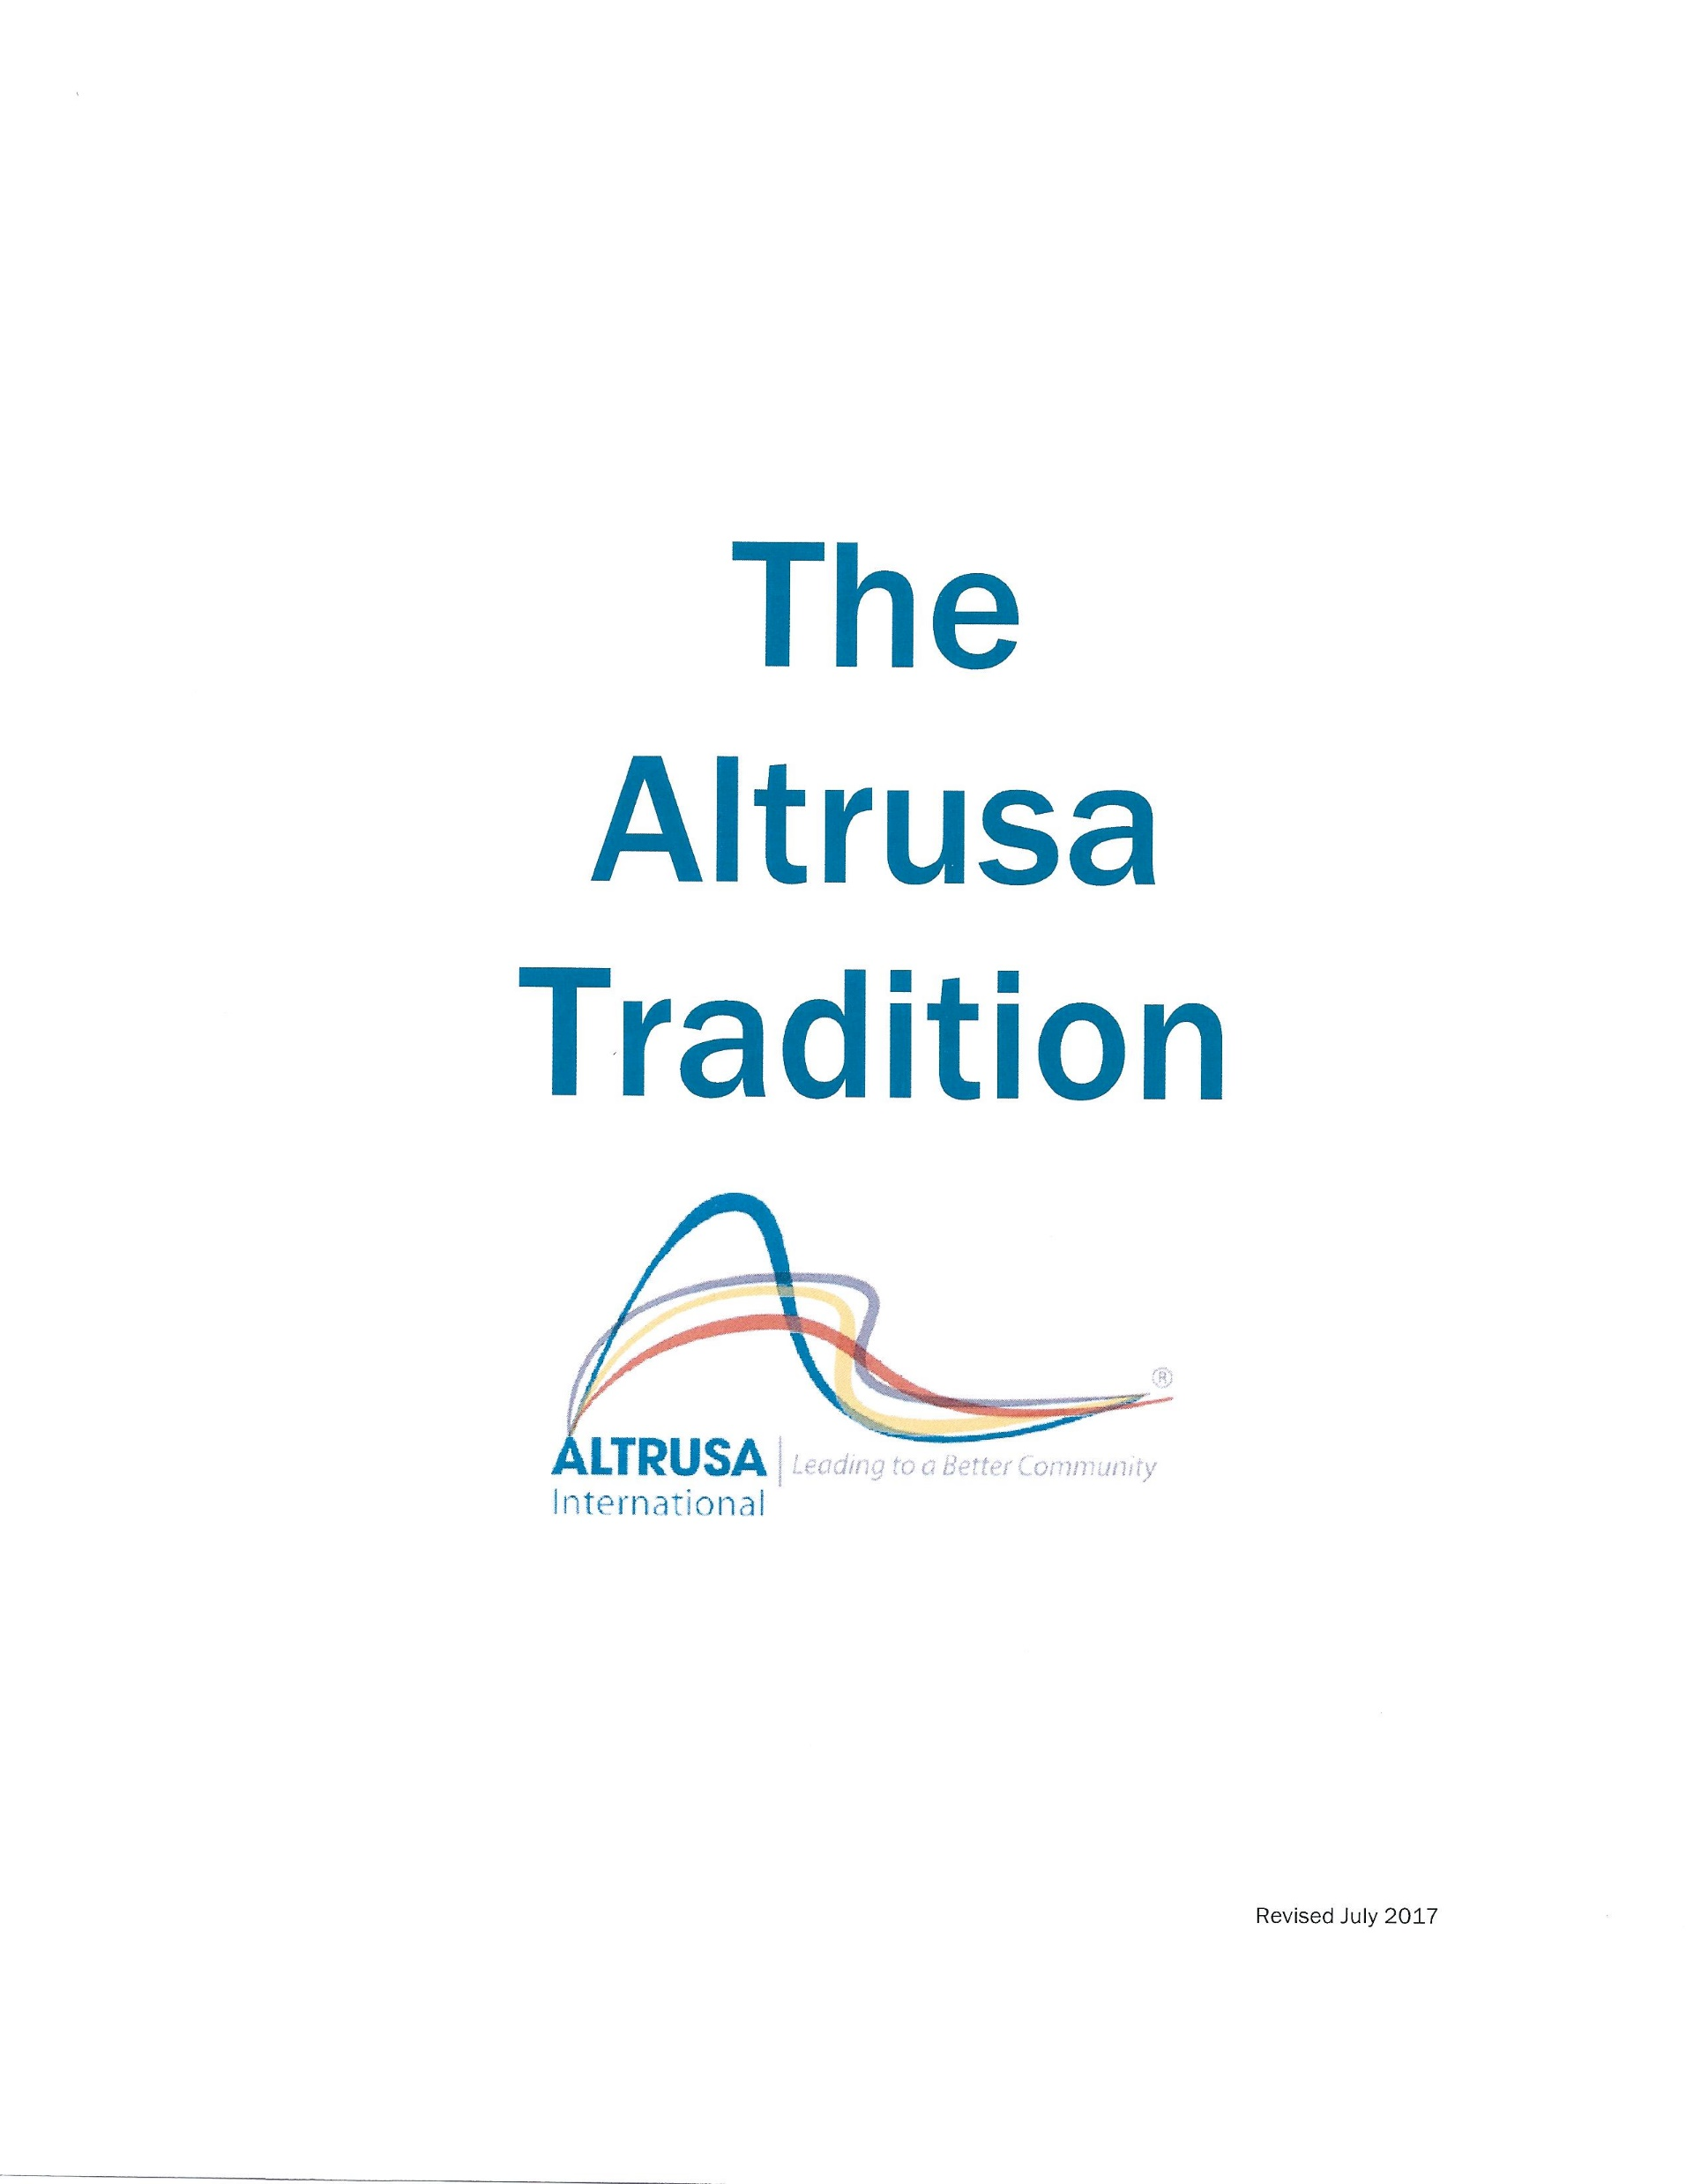 The
Altrusa
Tradition
®
ALTRUSA
Leading to a Better Community
International
Revised July 2017